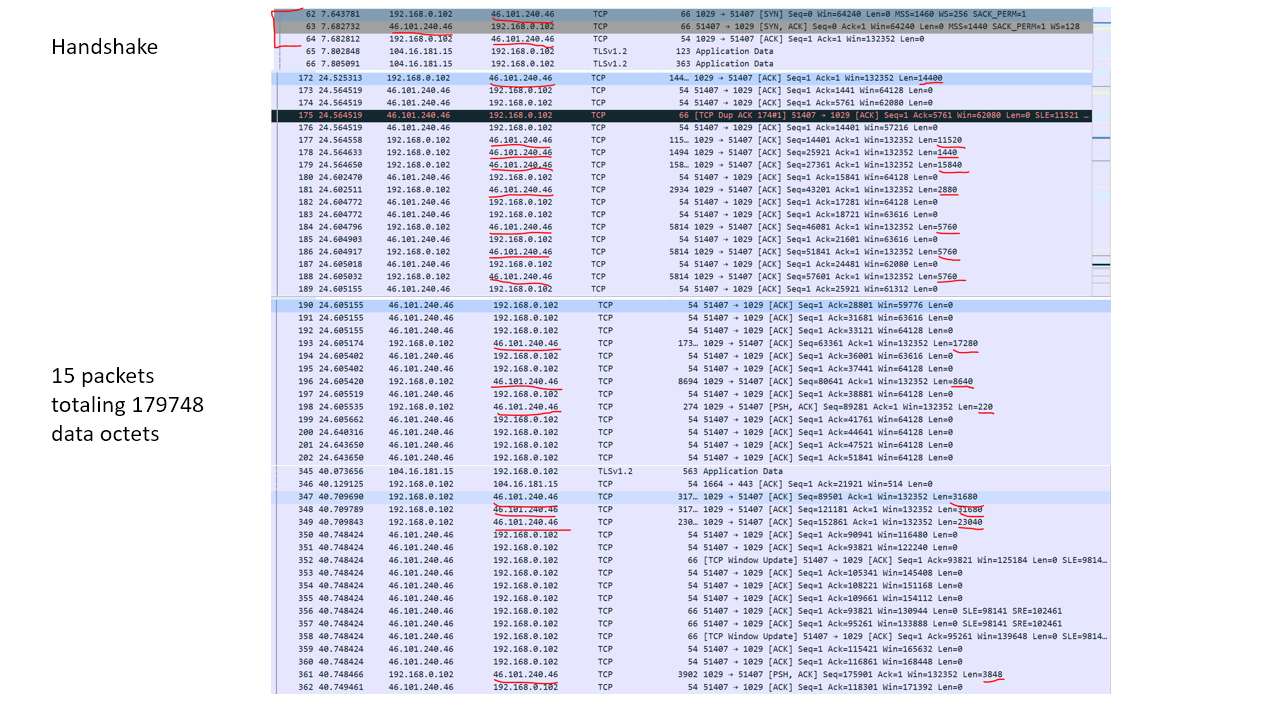 Handshake
62 7.643781 192.168.0.102 46.101.240.46 TCP 66 1029 → 51407 [SYN] Seq=0 Win=64240 Len=0 MSS=1460 WS=256 SACK_PERM=1
63 7.682732 46.101.240.46 192.168.0.102 TCP 66 51407 → 1029 [SYN, ACK] Seq=0 Ack=1 Win=64240 Len=0 MSS=1440 SACK_PERM=1 WS=128
64 7.682812 192.168.0.102 46.101.240.46 TCP 54 1029 → 51407 [ACK] Seq=1 Ack=1 Win=132352 Len=0
65 7.802848 104.16.181.15 192.168.0.102 TLSv1.2 123 Application Data
66 7.805091 104.16.181.15 192.168.0.102 TLSv1.2 363 Application Data
172 24.525313 192.168.0.102 46.101.240.46 TCP 144… 1029 → 51407 [ACK] Seq=1 Ack=1 Win=132352 Len=14400
173 24.564519 46.101.240.46 192.168.0.102 TCP 54 51407 → 1029 [ACK] Seq=1 Ack=1441 Win=64128 Len=0
174 24.564519 46.101.240.46 192.168.0.102 TCP 54 51407 → 1029 [ACK] Seq=1 Ack=5761 Win=62080 Len=0
175 24.564519 46.101.240.46 192.168.0.102 TCP 66 [TCP Dup ACK 174#1] 51407 → 1029 [ACK] Seq=1 Ack=5761 Win=62080 Len=0 SLE=11521 …
176 24.564519 46.101.240.46 192.168.0.102 TCP 54 51407 → 1029 [ACK] Seq=1 Ack=14401 Win=57216 Len=0
177 24.564558 192.168.0.102 46.101.240.46 TCP 115… 1029 → 51407 [ACK] Seq=14401 Ack=1 Win=132352 Len=11520
178 24.564633 192.168.0.102 46.101.240.46 TCP 1494 1029 → 51407 [ACK] Seq=25921 Ack=1 Win=132352 Len=1440
179 24.564650 192.168.0.102 46.101.240.46 TCP 158… 1029 → 51407 [ACK] Seq=27361 Ack=1 Win=132352 Len=15840
180 24.602470 46.101.240.46 192.168.0.102 TCP 54 51407 → 1029 [ACK] Seq=1 Ack=15841 Win=64128 Len=0
181 24.602511 192.168.0.102 46.101.240.46 TCP 2934 1029 → 51407 [ACK] Seq=43201 Ack=1 Win=132352 Len=2880
182 24.604772 46.101.240.46 192.168.0.102 TCP 54 51407 → 1029 [ACK] Seq=1 Ack=17281 Win=64128 Len=0
183 24.604772 46.101.240.46 192.168.0.102 TCP 54 51407 → 1029 [ACK] Seq=1 Ack=18721 Win=63616 Len=0
184 24.604796 192.168.0.102 46.101.240.46 TCP 5814 1029 → 51407 [ACK] Seq=46081 Ack=1 Win=132352 Len=5760
185 24.604903 46.101.240.46 192.168.0.102 TCP 54 51407 → 1029 [ACK] Seq=1 Ack=21601 Win=63616 Len=0
186 24.604917 192.168.0.102 46.101.240.46 TCP 5814 1029 → 51407 [ACK] Seq=51841 Ack=1 Win=132352 Len=5760
187 24.605018 46.101.240.46 192.168.0.102 TCP 54 51407 → 1029 [ACK] Seq=1 Ack=24481 Win=62080 Len=0
188 24.605032 192.168.0.102 46.101.240.46 TCP 5814 1029 → 51407 [ACK] Seq=57601 Ack=1 Win=132352 Len=5760
189 24.605155 46.101.240.46 192.168.0.102 TCP 54 51407 → 1029 [ACK] Seq=1 Ack=25921 Win=61312 Len=0
190 24.605155 46.101.240.46 192.168.0.102 TCP 54 51407 → 1029 [ACK] Seq=1 Ack=28801 Win=59776 Len=0
191 24.605155 46.101.240.46 192.168.0.102 TCP 54 51407 → 1029 [ACK] Seq=1 Ack=31681 Win=63616 Len=0
192 24.605155 46.101.240.46 192.168.0.102 TCP 54 51407 → 1029 [ACK] Seq=1 Ack=33121 Win=64128 Len=0
193 24.605174 192.168.0.102 46.101.240.46 TCP 173… 1029 → 51407 [ACK] Seq=63361 Ack=1 Win=132352 Len=17280
194 24.605402 46.101.240.46 192.168.0.102 TCP 54 51407 → 1029 [ACK] Seq=1 Ack=36001 Win=63616 Len=0
195 24.605402 46.101.240.46 192.168.0.102 TCP 54 51407 → 1029 [ACK] Seq=1 Ack=37441 Win=64128 Len=0
196 24.605420 192.168.0.102 46.101.240.46 TCP 8694 1029 → 51407 [ACK] Seq=80641 Ack=1 Win=132352 Len=8640
197 24.605519 46.101.240.46 192.168.0.102 TCP 54 51407 → 1029 [ACK] Seq=1 Ack=38881 Win=64128 Len=0
198 24.605535 192.168.0.102 46.101.240.46 TCP 274 1029 → 51407 [PSH, ACK] Seq=89281 Ack=1 Win=132352 Len=220
199 24.605662 46.101.240.46 192.168.0.102 TCP 54 51407 → 1029 [ACK] Seq=1 Ack=41761 Win=64128 Len=0
200 24.640316 46.101.240.46 192.168.0.102 TCP 54 51407 → 1029 [ACK] Seq=1 Ack=44641 Win=64128 Len=0
201 24.643650 46.101.240.46 192.168.0.102 TCP 54 51407 → 1029 [ACK] Seq=1 Ack=47521 Win=64128 Len=0
202 24.643650 46.101.240.46 192.168.0.102 TCP 54 51407 → 1029 [ACK] Seq=1 Ack=51841 Win=64128 Len=0
15 packets
totaling 179748
data octets
345 40.073656 104.16.181.15 192.168.0.102 TLSv1.2 563 Application Data
346 40.129125 192.168.0.102 104.16.181.15 TCP 54 1664 → 443 [ACK] Seq=1 Ack=21921 Win=514 Len=0
347 40.709690 192.168.0.102 46.101.240.46 TCP 317… 1029 → 51407 [ACK] Seq=89501 Ack=1 Win=132352 Len=31680
348 40.709789 192.168.0.102 46.101.240.46 TCP 317… 1029 → 51407 [ACK] Seq=121181 Ack=1 Win=132352 Len=31680
349 40.709843 192.168.0.102 46.101.240.46 TCP 230… 1029 → 51407 [ACK] Seq=152861 Ack=1 Win=132352 Len=23040
350 40.748424 46.101.240.46 192.168.0.102 TCP 54 51407 → 1029 [ACK] Seq=1 Ack=90941 Win=116480 Len=0
351 40.748424 46.101.240.46 192.168.0.102 TCP 54 51407 → 1029 [ACK] Seq=1 Ack=93821 Win=122240 Len=0
352 40.748424 46.101.240.46 192.168.0.102 TCP 66 [TCP Window Update] 51407 → 1029 [ACK] Seq=1 Ack=93821 Win=125184 Len=0 SLE=9814…
353 40.748424 46.101.240.46 192.168.0.102 TCP 54 51407 → 1029 [ACK] Seq=1 Ack=105341 Win=145408 Len=0
354 40.748424 46.101.240.46 192.168.0.102 TCP 54 51407 → 1029 [ACK] Seq=1 Ack=108221 Win=151168 Len=0
355 40.748424 46.101.240.46 192.168.0.102 TCP 54 51407 → 1029 [ACK] Seq=1 Ack=109661 Win=154112 Len=0
356 40.748424 46.101.240.46 192.168.0.102 TCP 66 51407 → 1029 [ACK] Seq=1 Ack=93821 Win=130944 Len=0 SLE=98141 SRE=102461
357 40.748424 46.101.240.46 192.168.0.102 TCP 66 51407 → 1029 [ACK] Seq=1 Ack=95261 Win=133888 Len=0 SLE=98141 SRE=102461
358 40.748424 46.101.240.46 192.168.0.102 TCP 66 [TCP Window Update] 51407 → 1029 [ACK] Seq=1 Ack=95261 Win=139648 Len=0 SLE=9814…
359 40.748424 46.101.240.46 192.168.0.102 TCP 54 51407 → 1029 [ACK] Seq=1 Ack=115421 Win=165632 Len=0
360 40.748424 46.101.240.46 192.168.0.102 TCP 54 51407 → 1029 [ACK] Seq=1 Ack=116861 Win=168448 Len=0
361 40.748466 192.168.0.102 46.101.240.46 TCP 3902 1029 → 51407 [PSH, ACK] Seq=175901 Ack=1 Win=132352 Len=3848
362 40.749461 46.101.240.46 192.168.0.102 TCP 54 51407 → 1029 [ACK] Seq=1 Ack=118301 Win=171392 Len=0